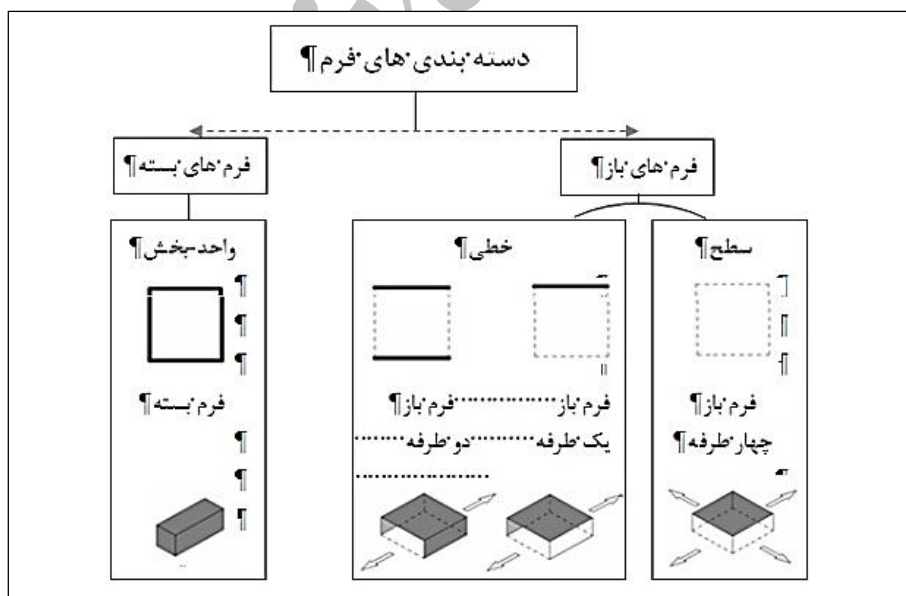 دسته بندی های فرم¶
فرم های باز¶
فرم های بسته¶
سطح¶
خطی¶
واحد-بخش¶
فرم باز¶
چهار طرفه¶
فرم باز..................فرم باز¶
یک طرفه..........دو طرفه........
فرم بسته¶